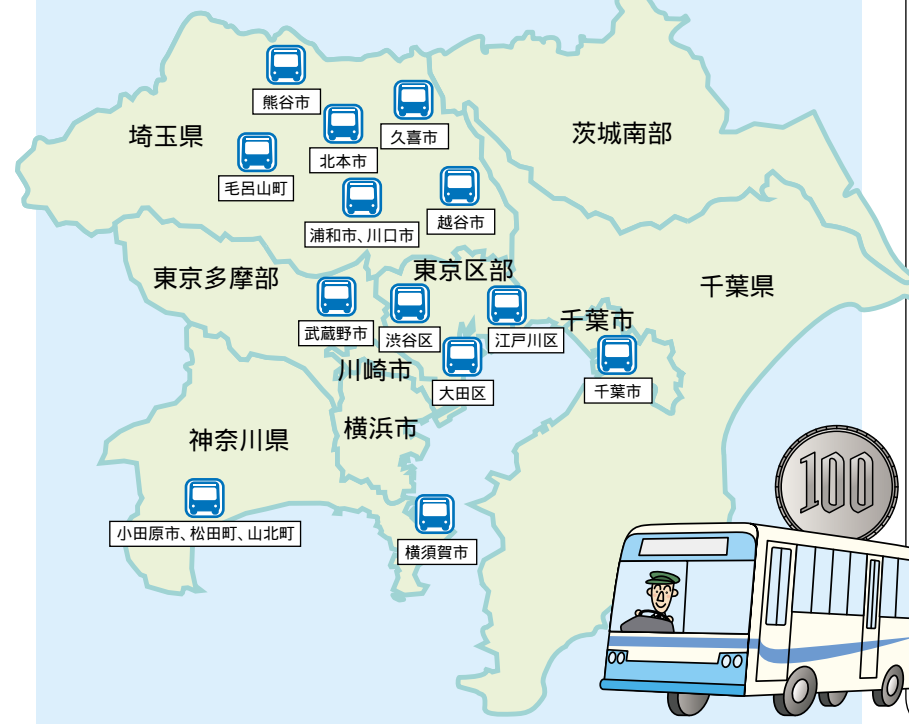 熊谷市
久喜市
埼玉県
茨城南部
北本市
毛呂山町
浦和市、川口市
越谷市
東京多摩部
東京区部
千葉県
武蔵野市
渋谷区
江戸川区
千葉市
川崎市
大田区
千葉市
横浜市
神奈川県
100
小田原市、松田町、山北町
横須賀市